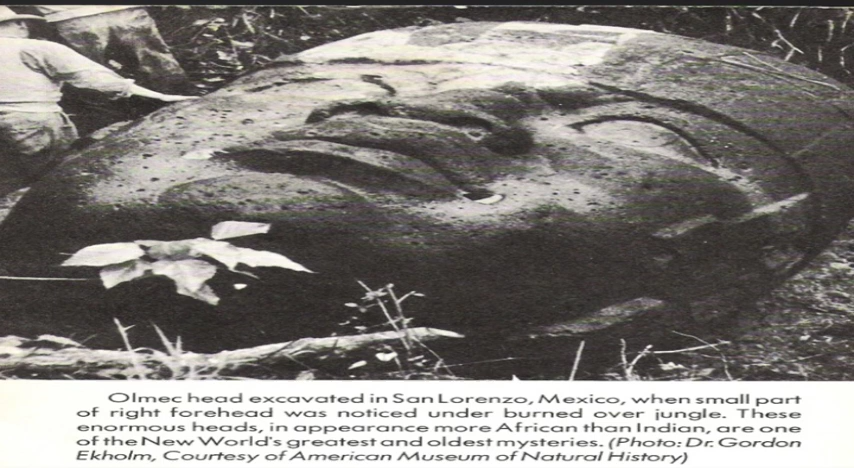 Olmec head excavated in San Lorenzo, Mexico, when small part
of right forehead was noticed under burned over jungle. These
enormous heads, in appearance more African than Indian, are one
of the New World's greatest and oldest mysteries. (Photo: Dr. Gordon
Ekholm, Courtesy of American Museum of Natural History)